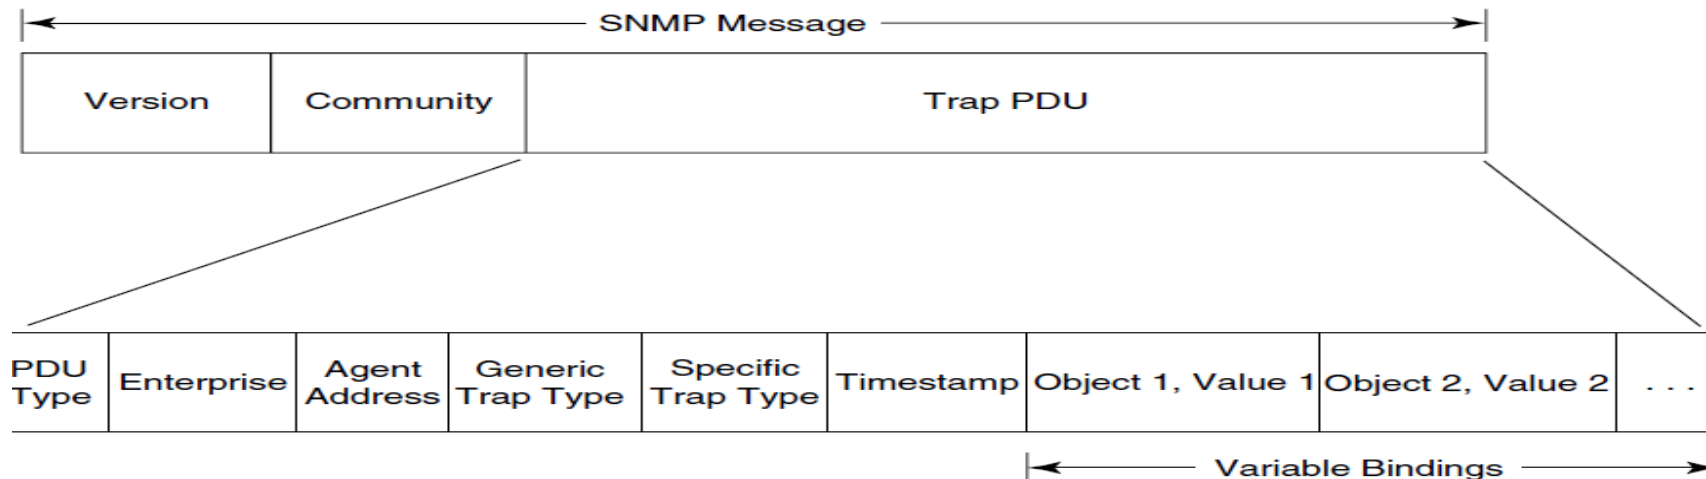 SNMP Message
Version Community Trap PDU
PDU Type Enterprise Agent Address Generic Trap Type Specific Trap Type Timestamp Object 1, Value 1 Object 2, Value 2 . . .
Variable Bindings